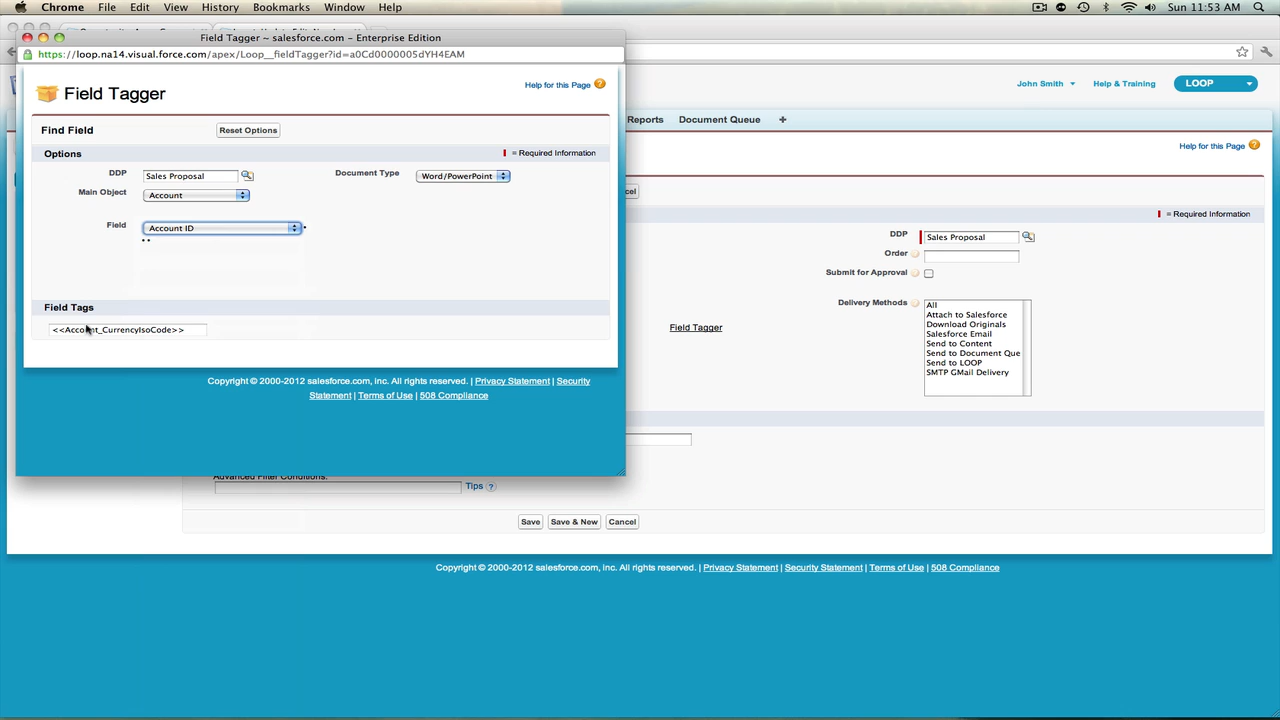 Chrome File Edit View History Bookmarks Window Help Sun 11:53 AM
Field Tagger ~ salesforce.com – Enterprise Edition
https://loop.na14.visual.force.com/apex/Loop__fieldTagger?id=a0Cd0000005dYH4EAM
Help for this Page
Field Tagger
Find Field Reset Options
Options = Required Information
DDP Sales Proposal Document Type Word/PowerPoint
Main Object Account
Field Account ID
Field Tags
<<Account_CurrencyIsoCode>>
Copyright © 2000-2012 salesforce.com, inc. All rights reserved. | Privacy Statement | Security
Statement | Terms of Use | 508 Compliance
John Smith Help & Training LOOP
Reports Document Queue +
Help for this Page
cel
= Required Information
DDP Sales Proposal
Order
Submit for Approval
Delivery Methods
All
Attach to Salesforce
Download Originals
Salesforce Email
Send to Content
Send to Document Que
Send to LOOP
SMTP GMail Delivery
Field Tagger
Advanced Filter Conditions:
Tips ?
Save Save & New Cancel
Copyright © 2000-2012 salesforce.com, inc. All rights reserved. | Privacy Statement | Security Statement | Terms of Use | 508 Compliance